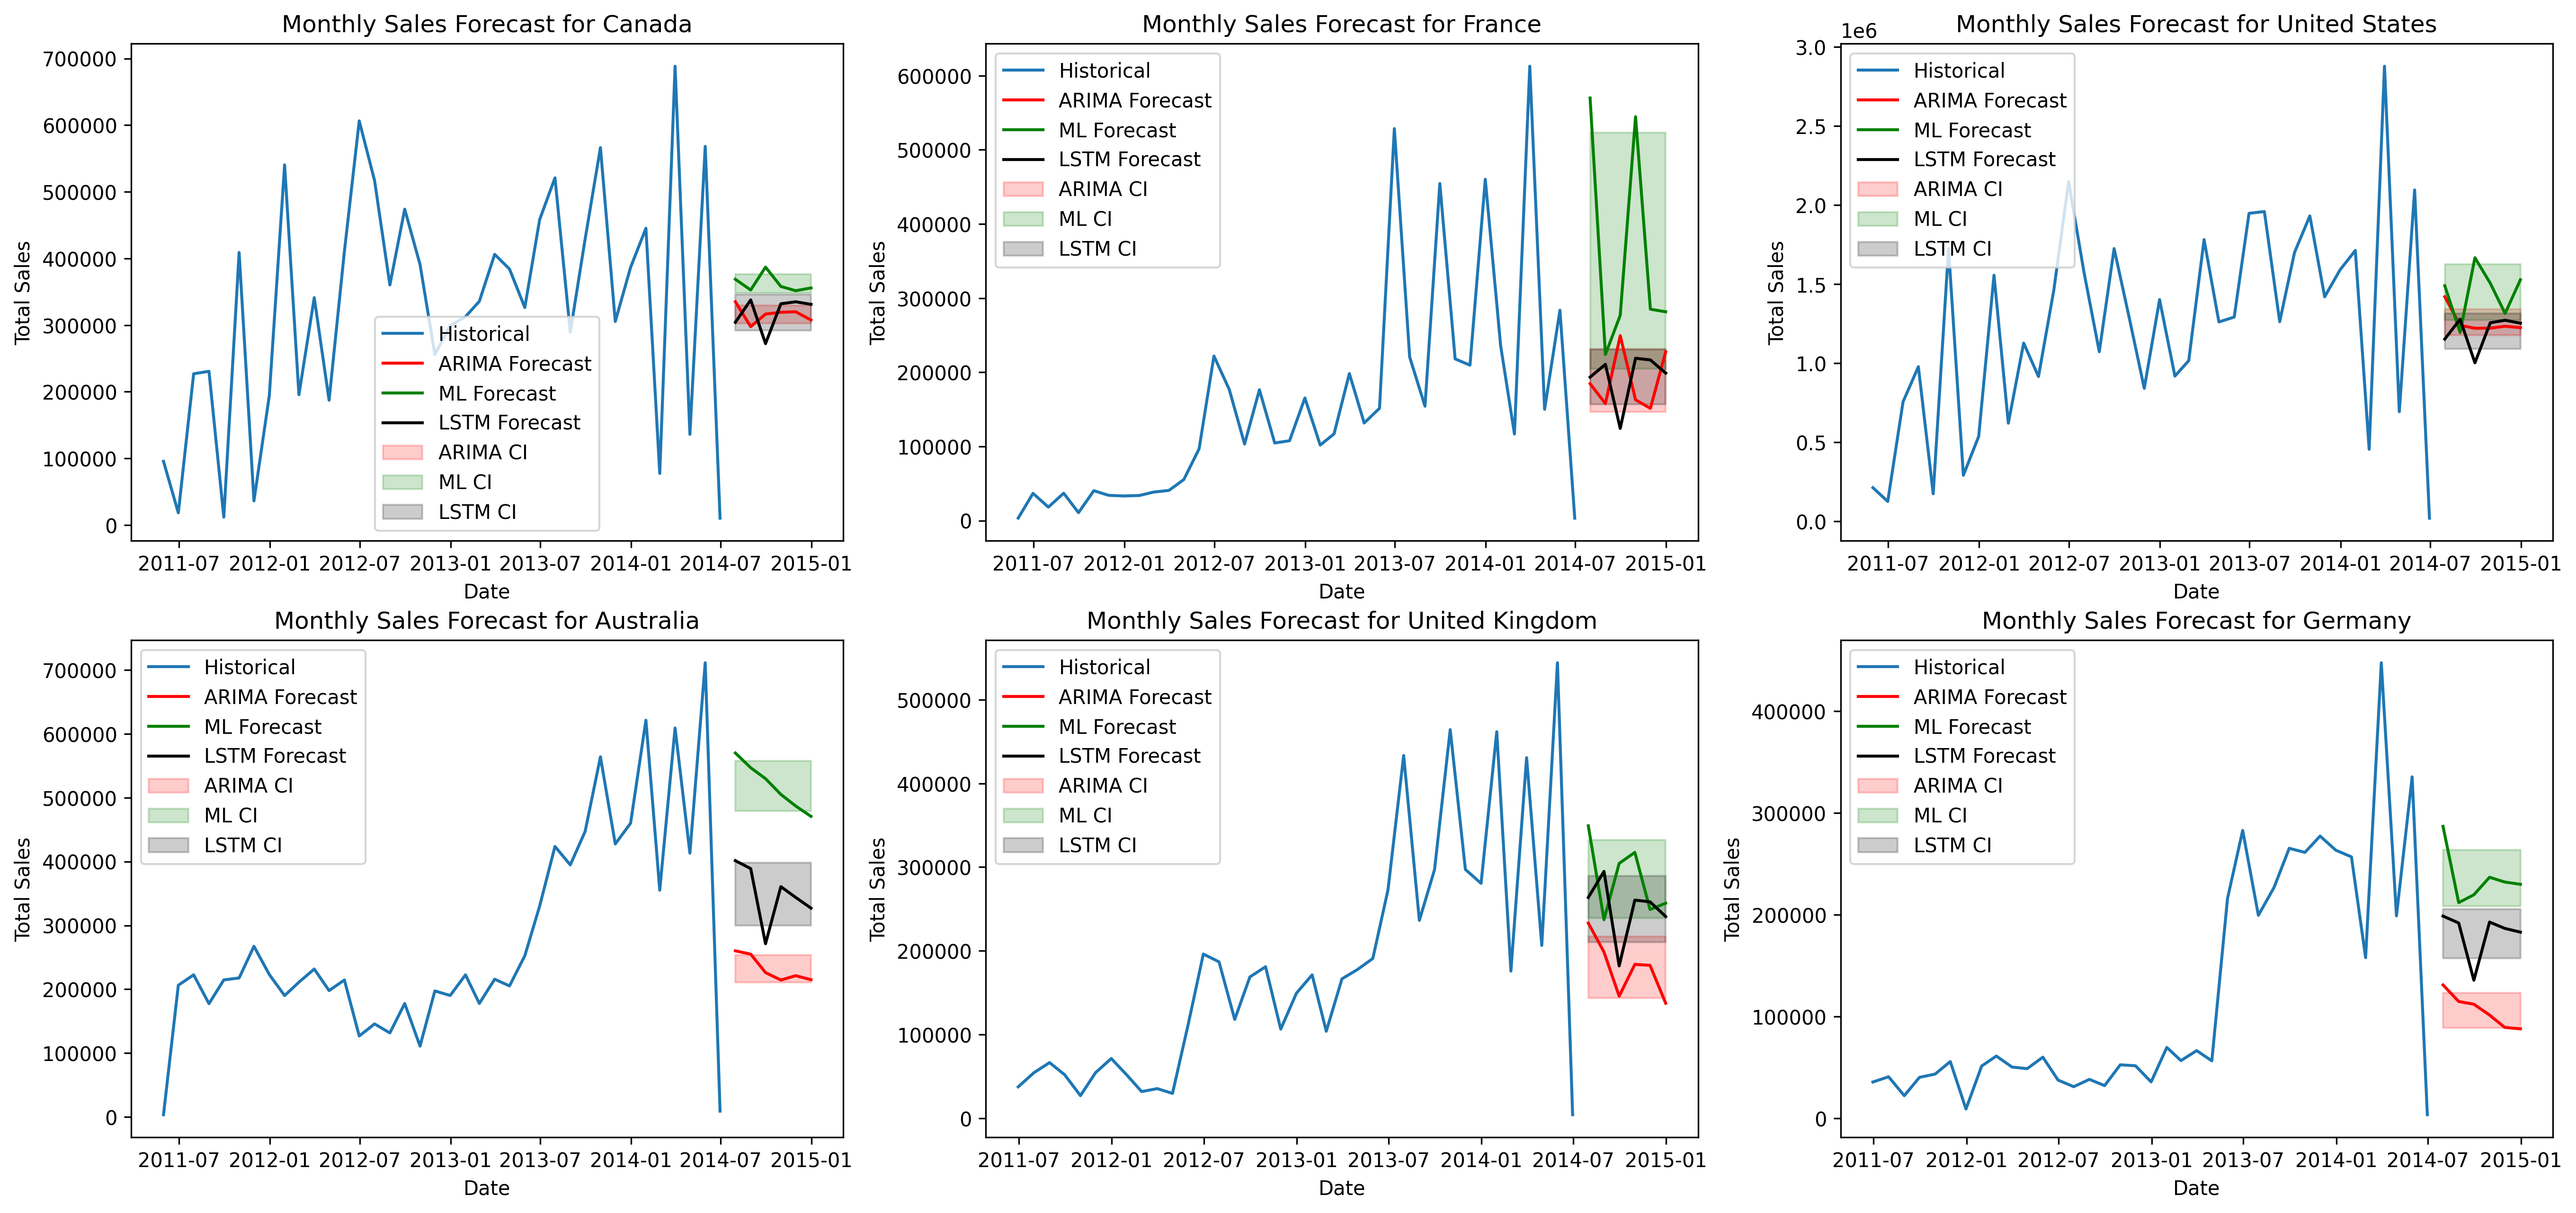 Monthly Sales Forecast for Canada
700000
600000
500000
400000
300000
200000
100000
0
Total Sales
Historical
ARIMA Forecast
ML Forecast
LSTM Forecast
ARIMA CI
ML CI
LSTM CI
2011-07 2012-01 2012-07 2013-01 2013-07 2014-01 2014-07 2015-01
Date
Monthly Sales Forecast for France
600000
500000
400000
300000
200000
100000
0
Total Sales
Historical
ARIMA Forecast
ML Forecast
LSTM Forecast
ARIMA CI
ML CI
LSTM CI
2011-07 2012-01 2012-07 2013-01 2013-07 2014-01 2014-07 2015-01
Date
Monthly Sales Forecast for United States
1e6
3.0
2.5
2.0
1.5
1.0
0.5
0.0
Total Sales
Historical
ARIMA Forecast
ML Forecast
LSTM Forecast
ARIMA CI
ML CI
LSTM CI
2011-07 2012-01 2012-07 2013-01 2013-07 2014-01 2014-07 2015-01
Date
Monthly Sales Forecast for Australia
700000
600000
500000
400000
300000
200000
100000
0
Total Sales
Historical
ARIMA Forecast
ML Forecast
LSTM Forecast
ARIMA CI
ML CI
LSTM CI
2011-07 2012-01 2012-07 2013-01 2013-07 2014-01 2014-07 2015-01
Date
Monthly Sales Forecast for United Kingdom
500000
400000
300000
200000
100000
0
Total Sales
Historical
ARIMA Forecast
ML Forecast
LSTM Forecast
ARIMA CI
ML CI
LSTM CI
2011-07 2012-01 2012-07 2013-01 2013-07 2014-01 2014-07 2015-01
Date
Monthly Sales Forecast for Germany
400000
300000
200000
100000
0
Total Sales
Historical
ARIMA Forecast
ML Forecast
LSTM Forecast
ARIMA CI
ML CI
LSTM CI
2011-07 2012-01 2012-07 2013-01 2013-07 2014-01 2014-07 2015-01
Date